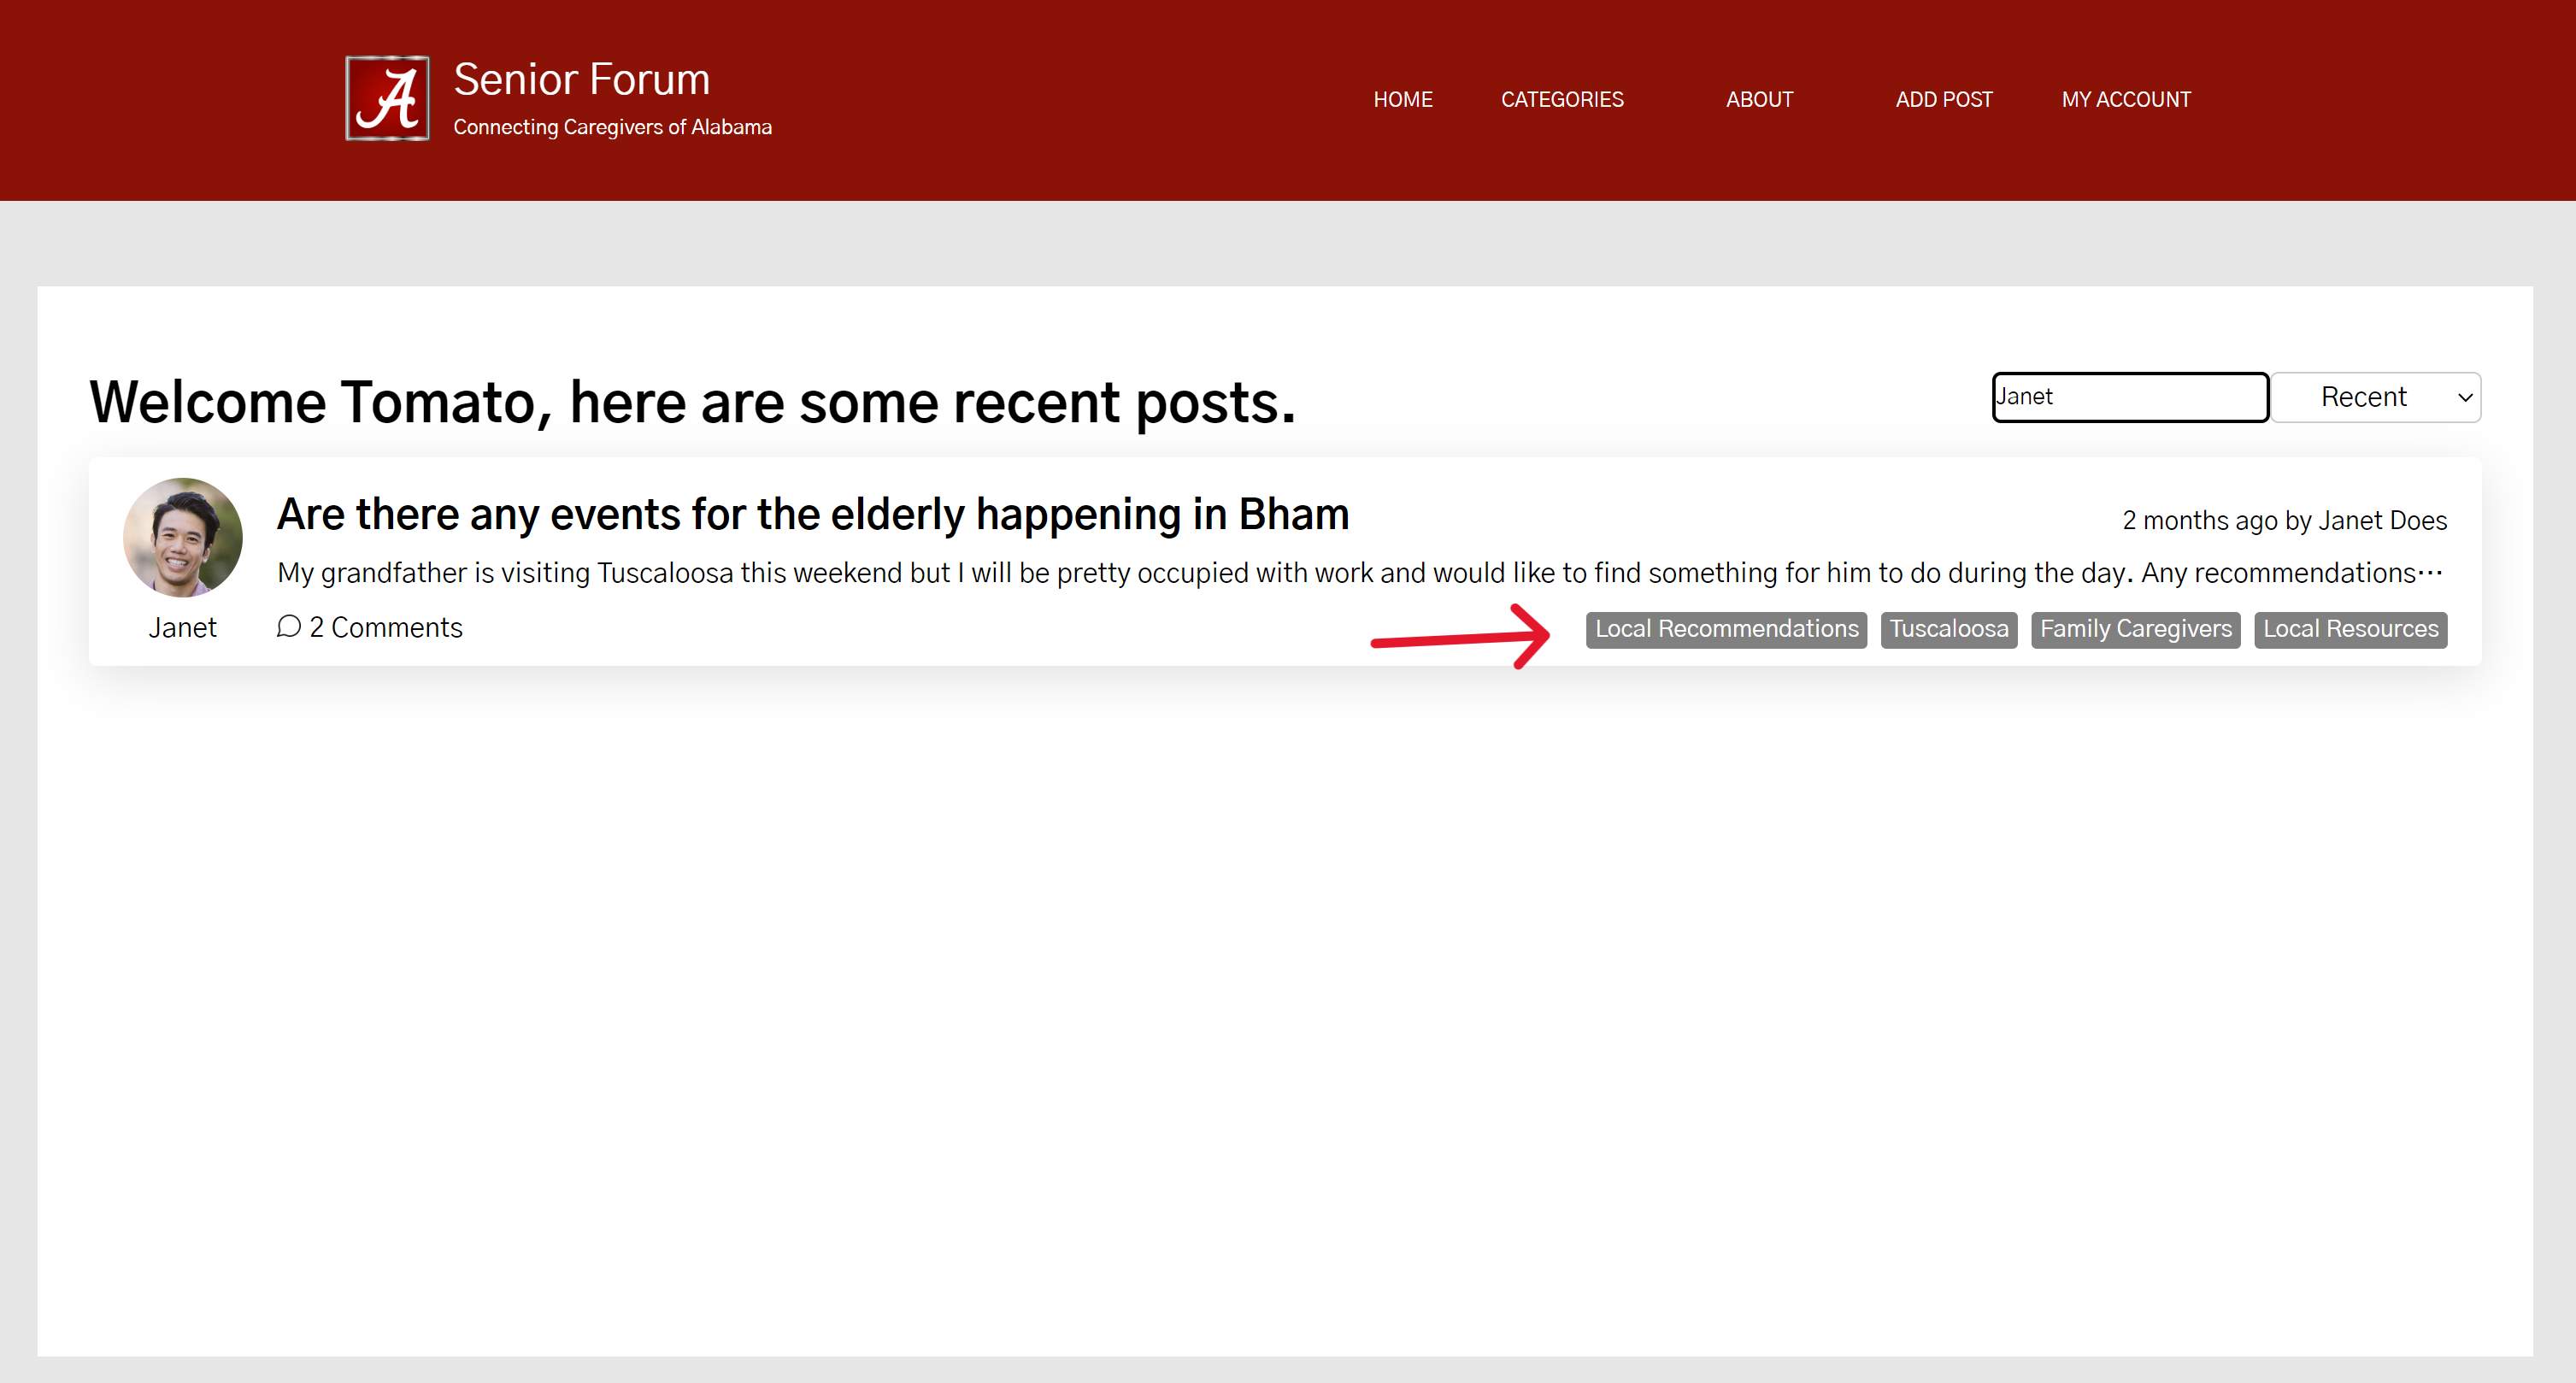 A
Senior Forum
Connecting Caregivers of Alabama
HOME CATEGORIES ABOUT ADD POST MY ACCOUNT
Welcome Tomato, here are some recent posts.
Janet Recent
Are there any events for the elderly happening in Bham
2 months ago by Janet Does
My grandfather is visiting Tuscaloosa this weekend but I will be pretty occupied with work and would like to find something for him to do during the day. Any recommendations…
Janet
2 Comments
Local Recommendations Tuscaloosa Family Caregivers Local Resources